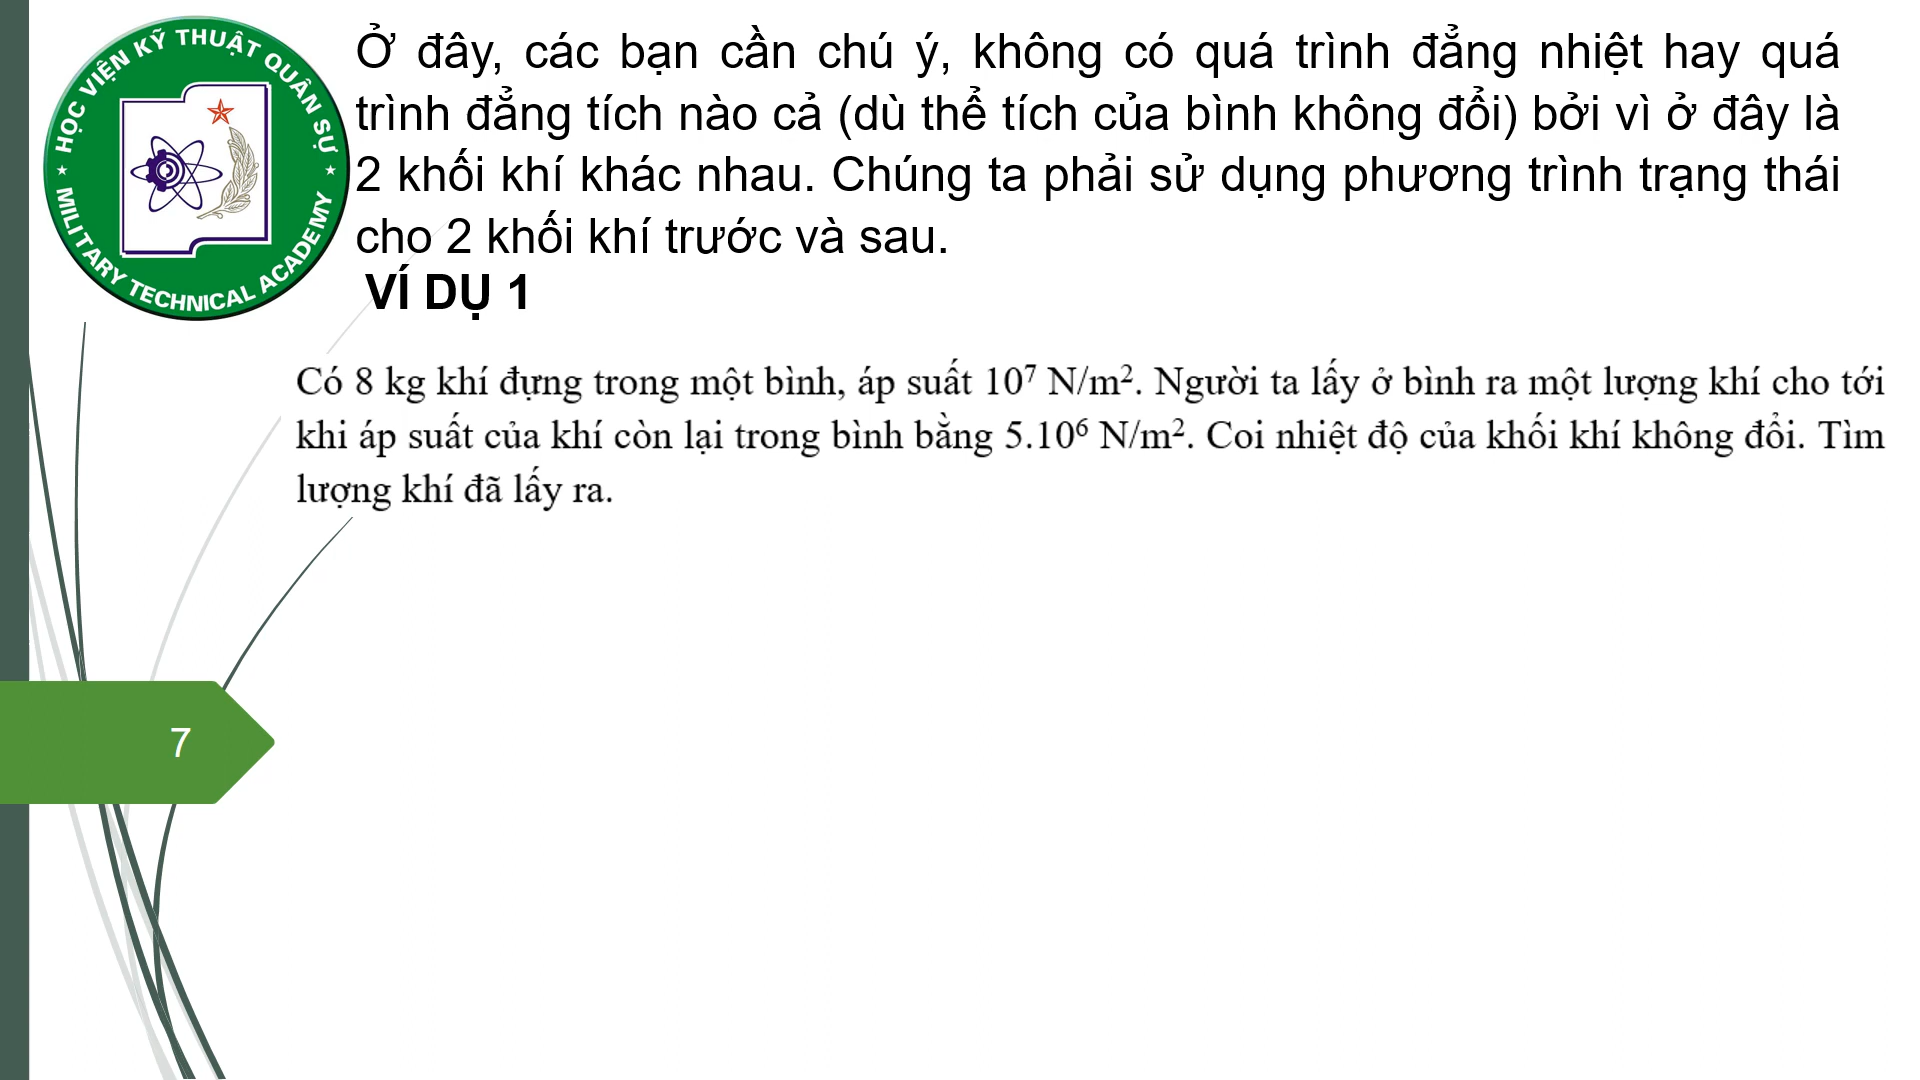 HỌC VIỆN KỸ THUẬT QUÂN SỰ
MILITARY TECHNICAL ACADEMY
Ở đây, các bạn cần chú ý, không có quá trình đẳng nhiệt hay quá
trình đẳng tích nào cả (dù thể tích của bình không đổi) bởi vì ở đây là
2 khối khí khác nhau. Chúng ta phải sử dụng phương trình trạng thái
cho 2 khối khí trước và sau.
VÍ DỤ 1
Có 8 kg khí đựng trong một bình, áp suất 10⁷ N/m². Người ta lấy ở bình ra một lượng khí cho tới
khi áp suất của khí còn lại trong bình bằng 5.10⁶ N/m². Coi nhiệt độ của khối khí không đổi. Tìm
lượng khí đã lấy ra.
7